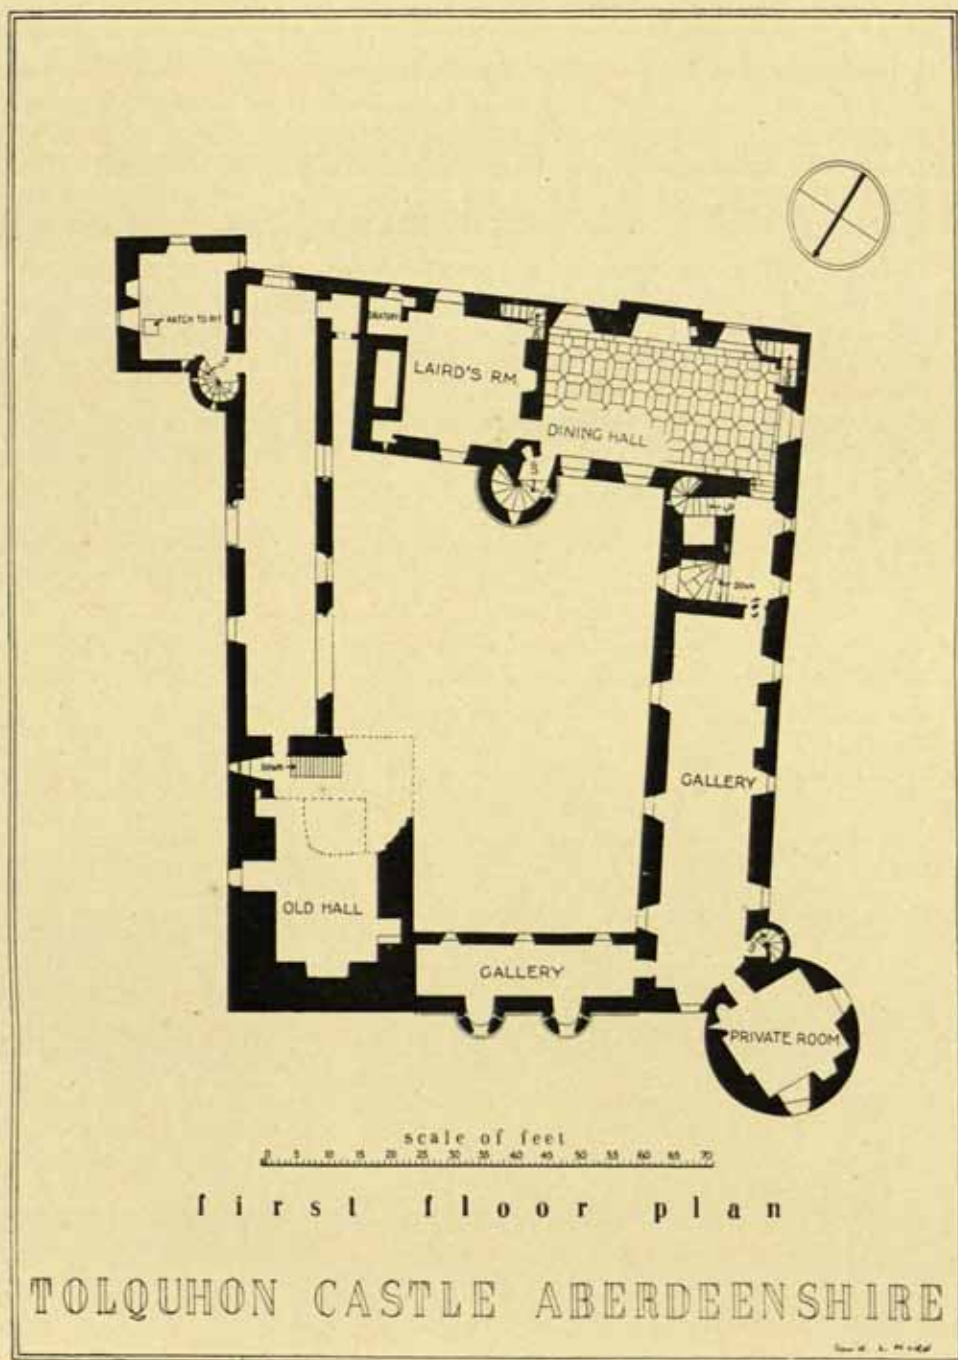 HATCH TO PIT
ORATORY
LAIRD'S RM.
DINING HALL
UP
DOWN
DOWN
GALLERY
OLD HALL
GALLERY
PRIVATE ROOM
scale of feet
0 5 10 15 20 25 30 35 40 45 50 55 60 65 70
first floor plan
TOLQUHON CASTLE ABERDEENSHIRE